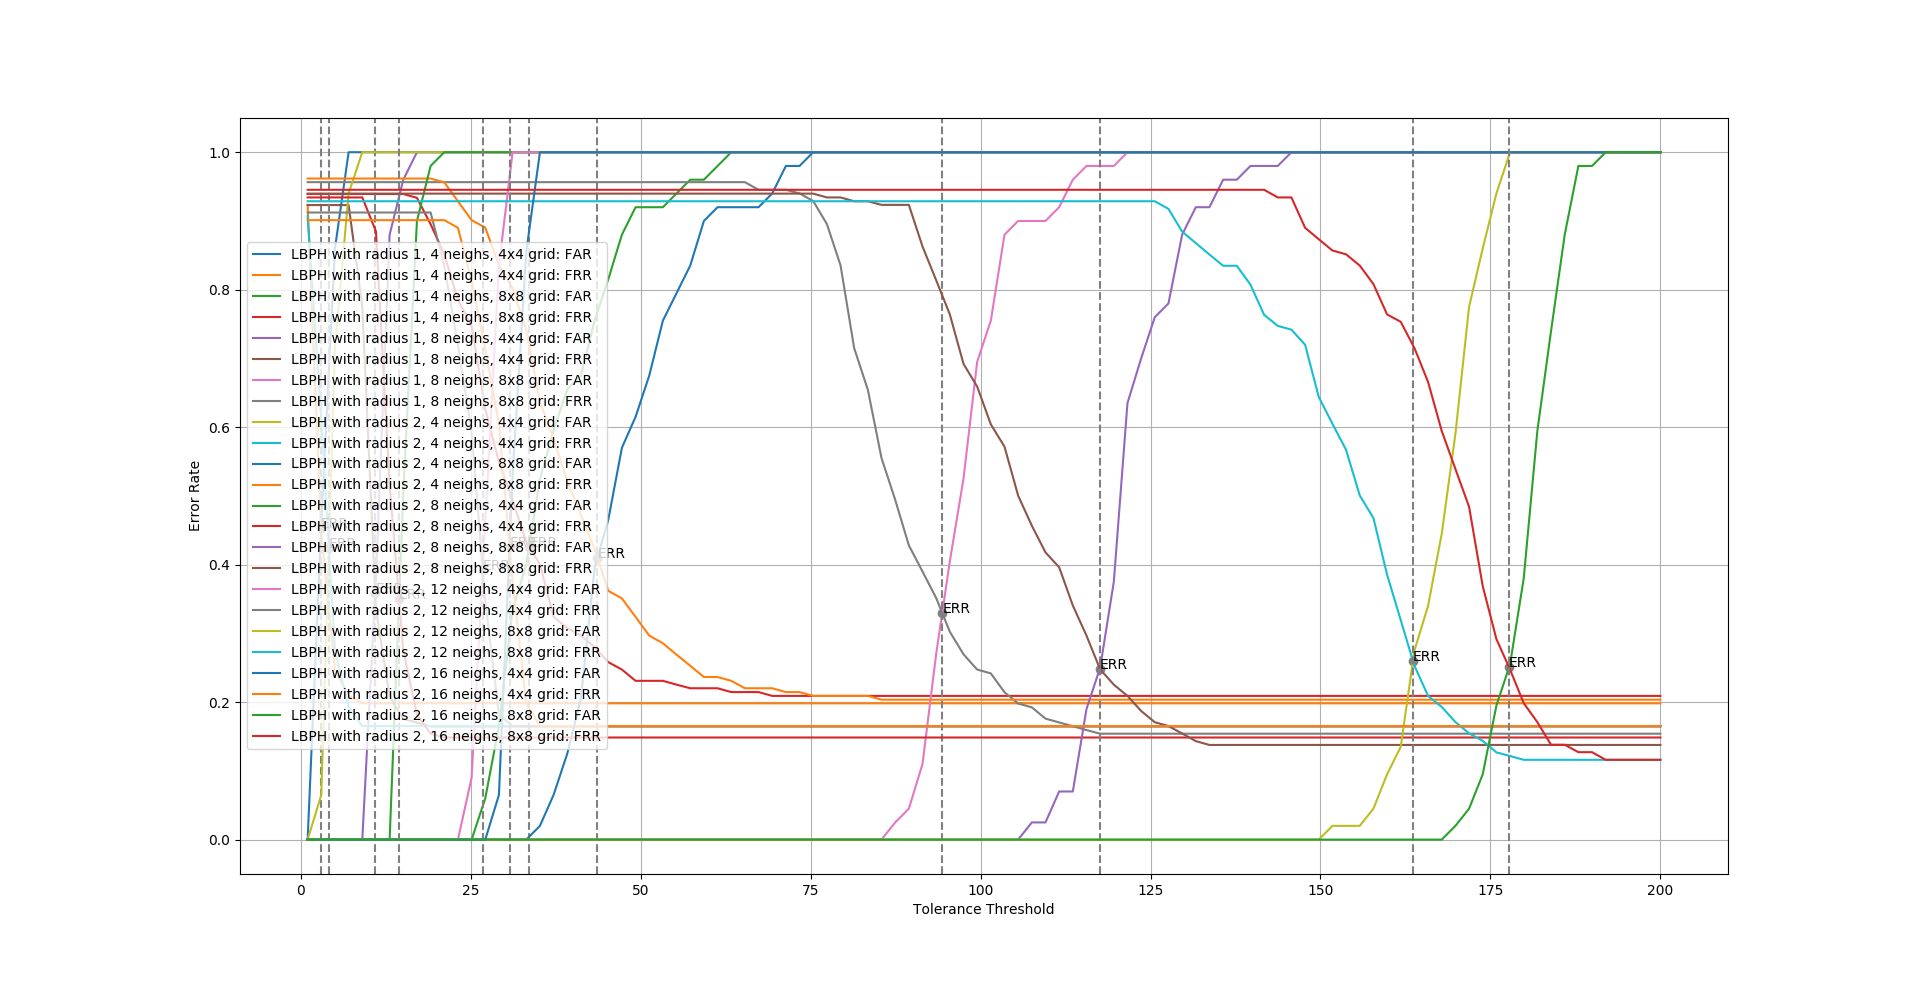 1.0
0.8
0.6
0.4
0.2
0.0
Error Rate
LBPH with radius 1, 4 neighs, 4x4 grid: FAR
LBPH with radius 1, 4 neighs, 4x4 grid: FRR
LBPH with radius 1, 4 neighs, 8x8 grid: FAR
LBPH with radius 1, 4 neighs, 8x8 grid: FRR
LBPH with radius 1, 8 neighs, 4x4 grid: FAR
LBPH with radius 1, 8 neighs, 4x4 grid: FRR
LBPH with radius 1, 8 neighs, 8x8 grid: FAR
LBPH with radius 1, 8 neighs, 8x8 grid: FRR
LBPH with radius 2, 4 neighs, 4x4 grid: FAR
LBPH with radius 2, 4 neighs, 4x4 grid: FRR
LBPH with radius 2, 4 neighs, 8x8 grid: FAR
LBPH with radius 2, 4 neighs, 8x8 grid: FRR
LBPH with radius 2, 8 neighs, 4x4 grid: FAR
LBPH with radius 2, 8 neighs, 4x4 grid: FRR
LBPH with radius 2, 8 neighs, 8x8 grid: FAR
LBPH with radius 2, 8 neighs, 8x8 grid: FRR
LBPH with radius 2, 12 neighs, 4x4 grid: FAR
LBPH with radius 2, 12 neighs, 4x4 grid: FRR
LBPH with radius 2, 12 neighs, 8x8 grid: FAR
LBPH with radius 2, 12 neighs, 8x8 grid: FRR
LBPH with radius 2, 16 neighs, 4x4 grid: FAR
LBPH with radius 2, 16 neighs, 4x4 grid: FRR
LBPH with radius 2, 16 neighs, 8x8 grid: FAR
LBPH with radius 2, 16 neighs, 8x8 grid: FRR
ERR
ERR
ERR
ERR
ERR
0 25 50 75 100 125 150 175 200
Tolerance Threshold